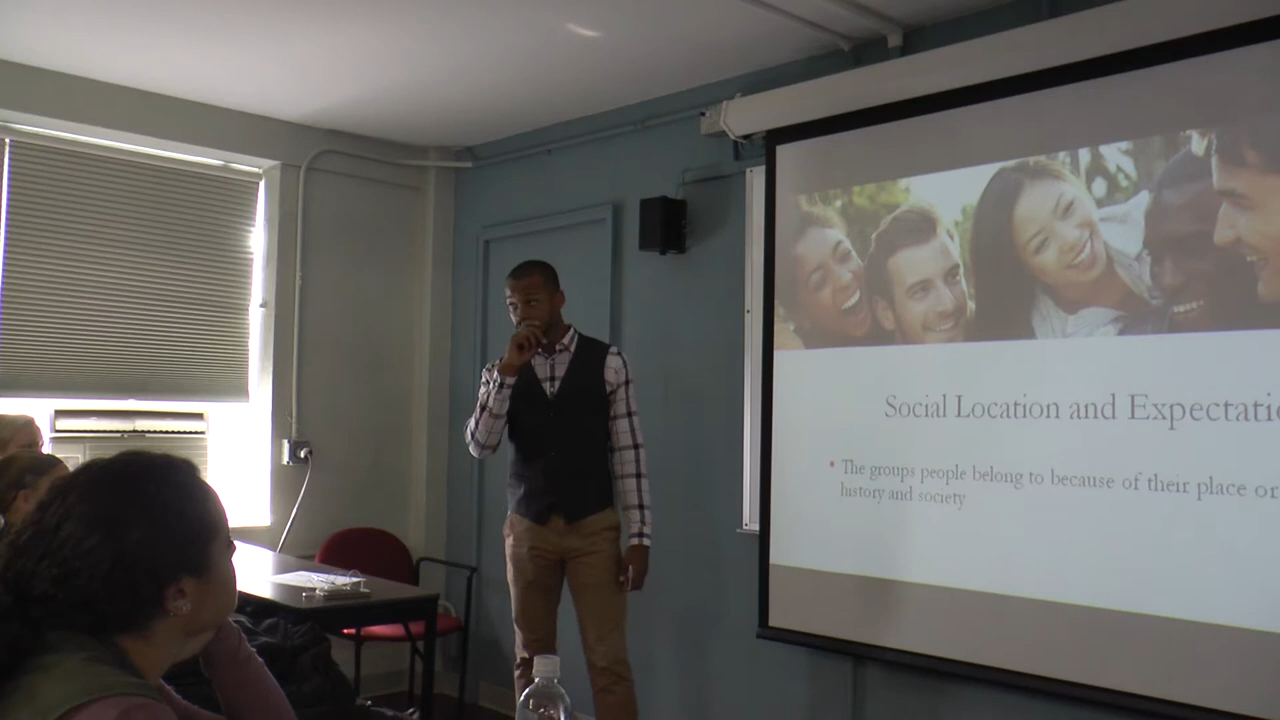 Social Location and Expectatio
• The groups people belong to because of their place or
history and society